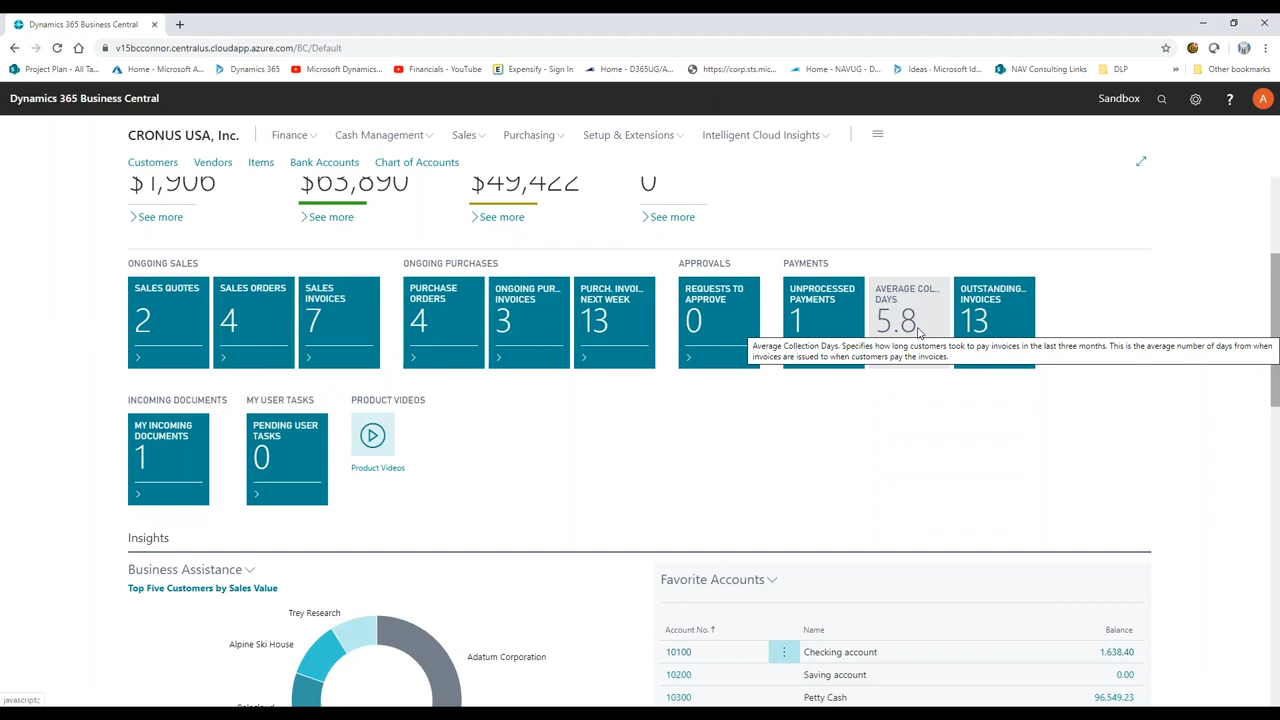 Dynamics 365 Business Central
v15bcconnor.centralus.cloudapp.azure.com/BC/Default
Project Plan - All Ta...
Home - Microsoft A...
Dynamics 365
Microsoft Dynamics...
Financials - YouTube
Expensify - Sign In
Home - D365UG/A...
https://corp.sts.mic...
Home - NAVUG - D...
Ideas · Microsoft Id...
NAV Consulting Links
DLP
»
Other bookmarks
Dynamics 365 Business Central
Sandbox
?
A
CRONUS USA, Inc.
Finance
Cash Management
Sales
Purchasing
Setup & Extensions
Intelligent Cloud Insights
Customers
Vendors
Items
Bank Accounts
Chart of Accounts
$1,906
$63,890
$49,422
0
See more
See more
See more
See more
ONGOING SALES
ONGOING PURCHASES
APPROVALS
PAYMENTS
SALES QUOTES
2
SALES ORDERS
4
SALES
INVOICES
7
PURCHASE
ORDERS
4
ONGOING PUR...
INVOICES
3
PURCH. INVOI...
NEXT WEEK
13
REQUESTS TO
APPROVE
0
UNPROCESSED
PAYMENTS
1
AVERAGE COL...
DAYS
5.8
OUTSTANDING...
INVOICES
13
Average Collection Days. Specifies how long customers took to pay invoices in the last three months. This is the average number of days from when
invoices are issued to when customers pay the invoices.
INCOMING DOCUMENTS
MY USER TASKS
PRODUCT VIDEOS
MY INCOMING
DOCUMENTS
1
PENDING USER
TASKS
0
Product Videos
Insights
Business Assistance
Top Five Customers by Sales Value
Trey Research
Alpine Ski House
Adatum Corporation
Favorite Accounts
Account No.↑
Name
Balance
10100
Checking account
1,638.40
10200
Saving account
0.00
10300
Petty Cash
96,549.23
javascript:;